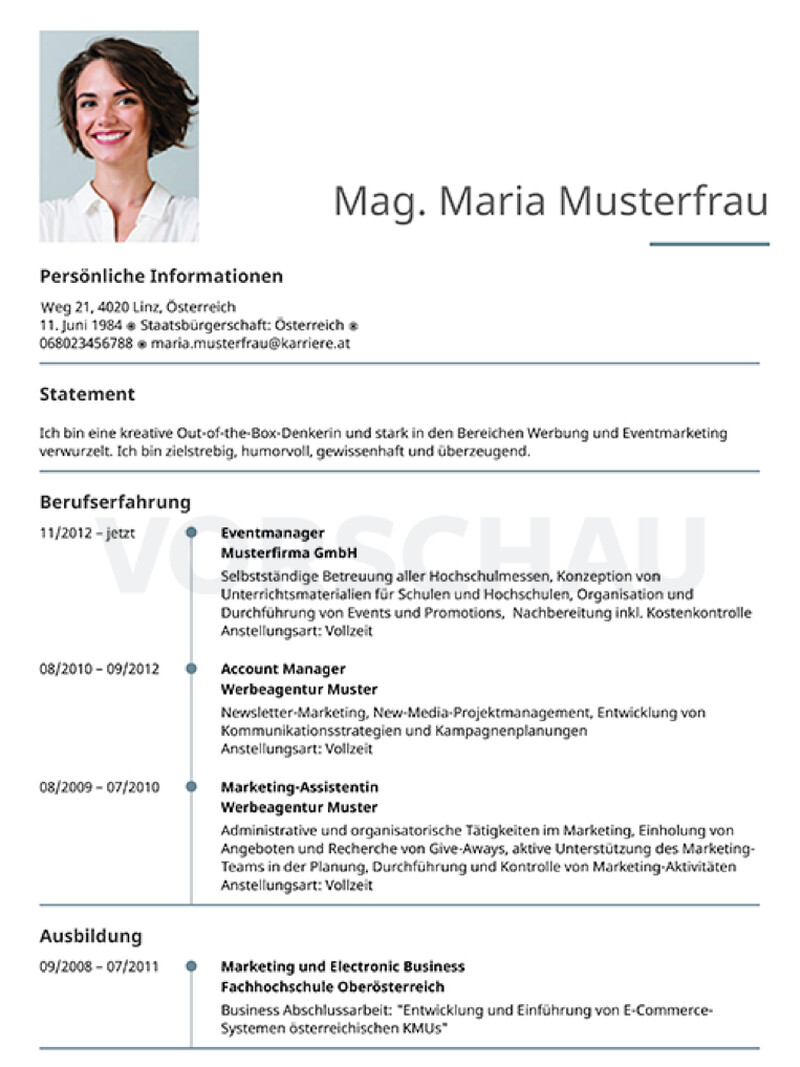 Mag. Maria Musterfrau
Persönliche Informationen
Weg 21, 4020 Linz, Österreich
11. Juni 1984 ◉ Staatsbürgerschaft: Österreich ◉
068023456788 ◉ maria.musterfrau@karriere.at
Statement
Ich bin eine kreative Out-of-the-Box-Denkerin und stark in den Bereichen Werbung und Eventmarketing
verwurzelt. Ich bin zielstrebig, humorvoll, gewissenhaft und überzeugend.
Berufserfahrung
VORSCHAU
11/2012 – jetzt Eventmanager
Musterfirma GmbH
Selbstständige Betreuung aller Hochschulmessen, Konzeption von
Unterrichtsmaterialien für Schulen und Hochschulen, Organisation und
Durchführung von Events und Promotions, Nachbereitung inkl. Kostenkontrolle
Anstellungsart: Vollzeit
08/2010 – 09/2012 Account Manager
Werbeagentur Muster
Newsletter-Marketing, New-Media-Projektmanagement, Entwicklung von
Kommunikationsstrategien und Kampagnenplanungen
Anstellungsart: Vollzeit
08/2009 – 07/2010 Marketing-Assistentin
Werbeagentur Muster
Administrative und organisatorische Tätigkeiten im Marketing, Einholung von
Angeboten und Recherche von Give-Aways, aktive Unterstützung des Marketing-
Teams in der Planung, Durchführung und Kontrolle von Marketing-Aktivitäten
Anstellungsart: Vollzeit
Ausbildung
09/2008 – 07/2011 Marketing und Electronic Business
Fachhochschule Oberösterreich
Business Abschlussarbeit: "Entwicklung und Einführung von E-Commerce-
Systemen österreichischen KMUs"